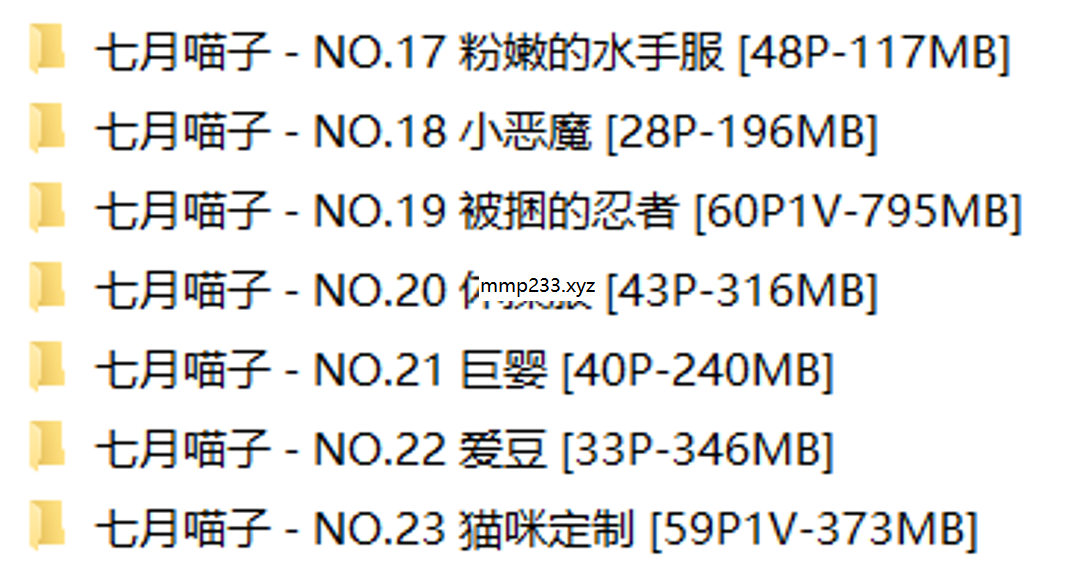 七月喵子 - NO.17 粉嫩的水手服 [48P-117MB]
七月喵子 - NO.18 小恶魔 [28P-196MB]
七月喵子 - NO.19 被捆的忍者 [60P1V-795MB]
七月喵子 - NO.20 mmp233.xyz [43P-316MB]
七月喵子 - NO.21 巨婴 [40P-240MB]
七月喵子 - NO.22 爱豆 [33P-346MB]
七月喵子 - NO.23 猫咪定制 [59P1V-373MB]